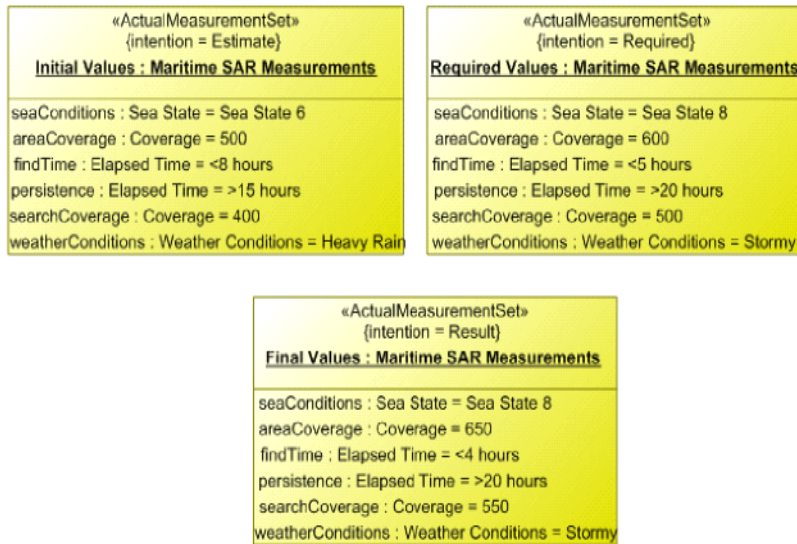 «ActualMeasurementSet»
{intention = Estimate}
Initial Values : Maritime SAR Measurements
seaConditions : Sea State = Sea State 6
areaCoverage : Coverage = 500
findTime : Elapsed Time = <8 hours
persistence : Elapsed Time = >15 hours
searchCoverage : Coverage = 400
weatherConditions : Weather Conditions = Heavy Rain
«ActualMeasurementSet»
{intention = Required}
Required Values : Maritime SAR Measurements
seaConditions : Sea State = Sea State 8
areaCoverage : Coverage = 600
findTime : Elapsed Time = <5 hours
persistence : Elapsed Time = >20 hours
searchCoverage : Coverage = 500
weatherConditions : Weather Conditions = Stormy
«ActualMeasurementSet»
{intention = Result}
Final Values : Maritime SAR Measurements
seaConditions : Sea State = Sea State 8
areaCoverage : Coverage = 650
findTime : Elapsed Time = <4 hours
persistence : Elapsed Time = >20 hours
searchCoverage : Coverage = 550
weatherConditions : Weather Conditions = Stormy